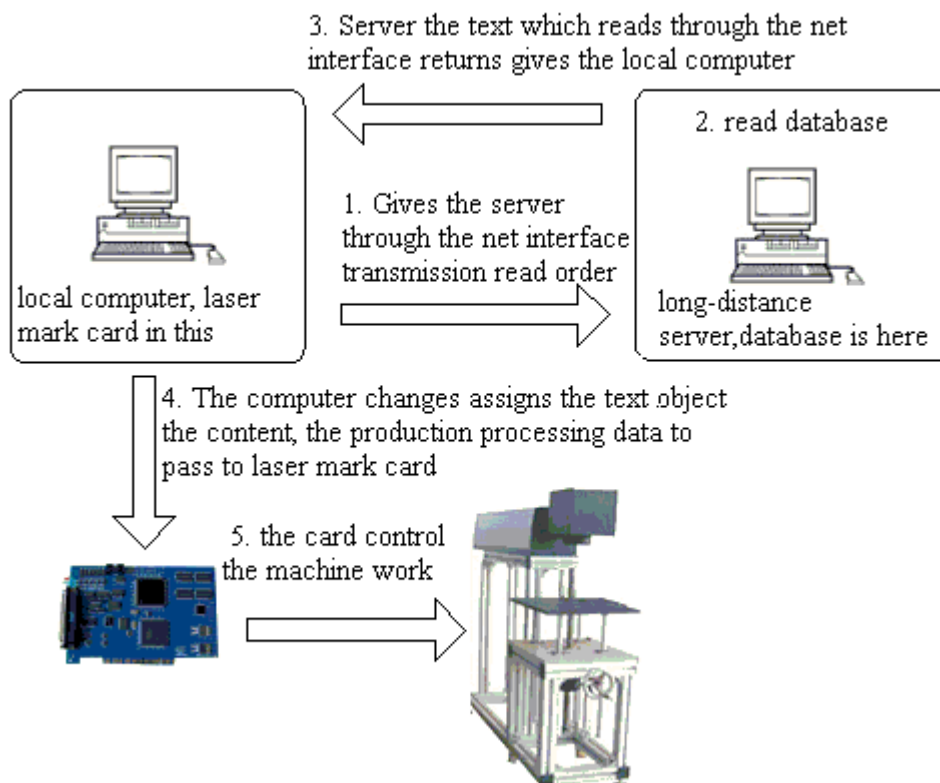 3. Server the text which reads through the net
interface returns gives the local computer
2. read database
1. Gives the server
through the net interface
transmission read order
local computer, laser
mark card in this
long-distance
server,database is here
4. The computer changes assigns the text object
the content, the production processing data to
pass to laser mark card
5. the card control
the machine work